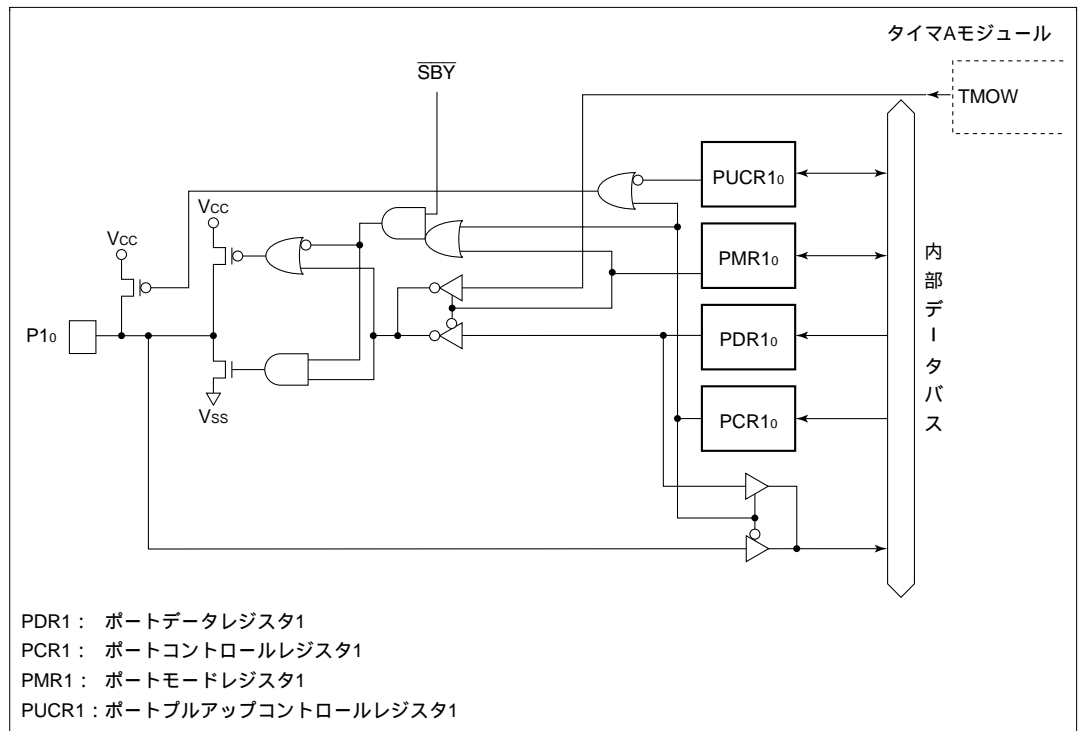 タイマAモジュール
SBY
TMOW
PUCR10
VCC
VCC
PMR10
内部データバス
P10
PDR10
VSS
PCR10
PDR1： ポートデータレジスタ1
PCR1： ポートコントロールレジスタ1
PMR1： ポートモードレジスタ1
PUCR1：ポートプルアップコントロールレジスタ1